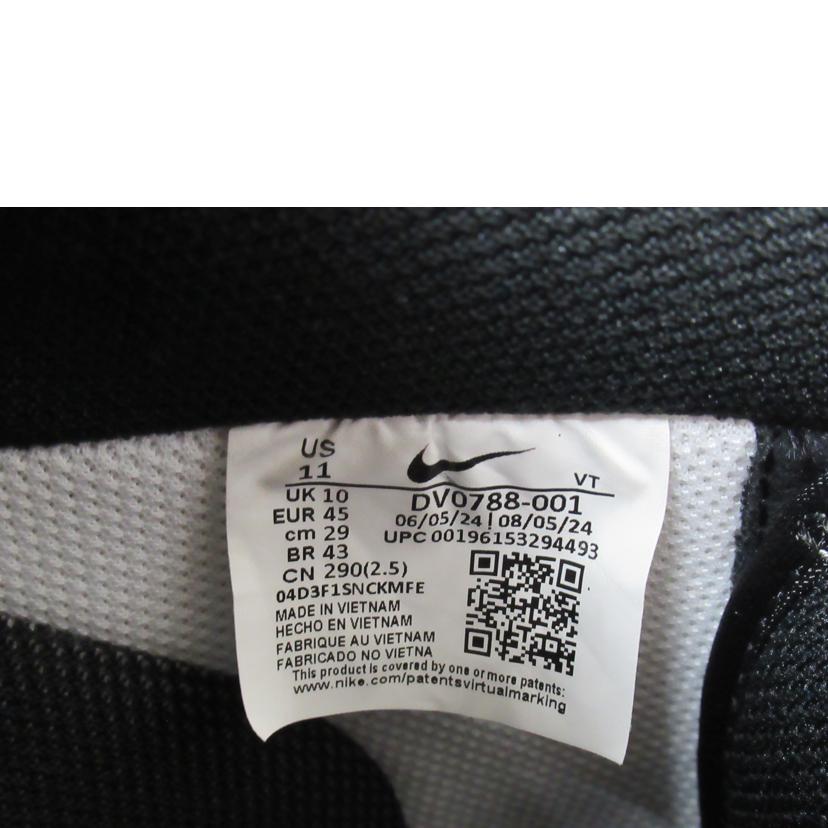 US
11
VT
UK 10
EUR 45
cm 29
BR 43
CN 290(2.5)
DV0788-001
06/05/24 | 08/05/24
UPC 00196153294493
04D3F1SNCKMFE
MADE IN VIETNAM
HECHO EN VIETNAM
FABRIQUE AU VIETNAM
FABRICADO NO VIETNA
This product is covered by one or more patents:
www.nike.com/patentsvirtualmarking